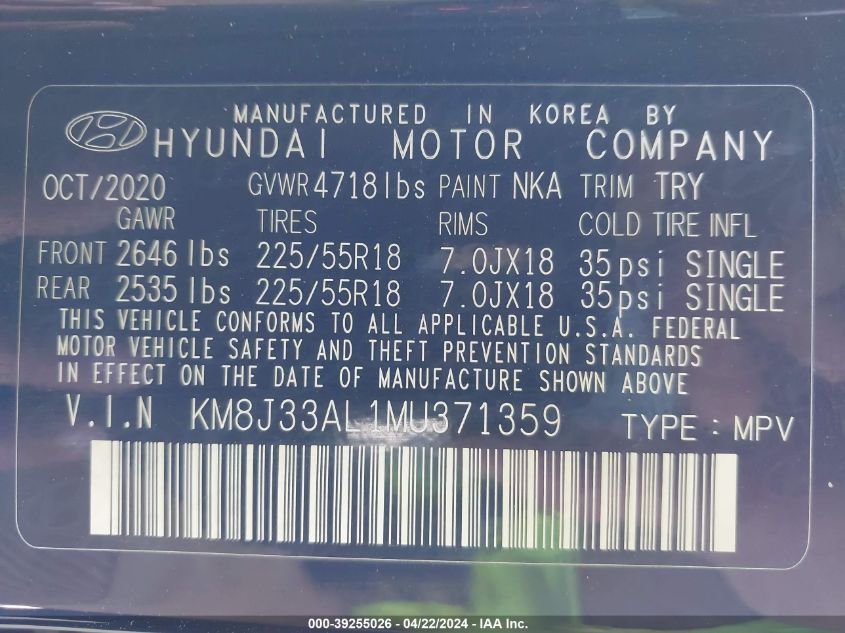 MANUFACTURED IN KOREA BY
HYUNDAI MOTOR COMPANY
OCT/2020 GVWR 4718 lbs PAINT NKA TRIM TRY
GAWR TIRES RIMS COLD TIRE INFL
FRONT 2646 lbs 225/55R18 7.0JX18 35psi SINGLE
REAR 2535 lbs 225/55R18 7.0JX18 35psi SINGLE
THIS VEHICLE CONFORMS TO ALL APPLICABLE U.S.A. FEDERAL
MOTOR VEHICLE SAFETY AND THEFT PREVENTION STANDARDS
IN EFFECT ON THE DATE OF MANUFACTURE SHOWN ABOVE
V.I.N KM8J33AL1MU371359 TYPE : MPV
000-39255026 - 04/22/2024 - IAA Inc.